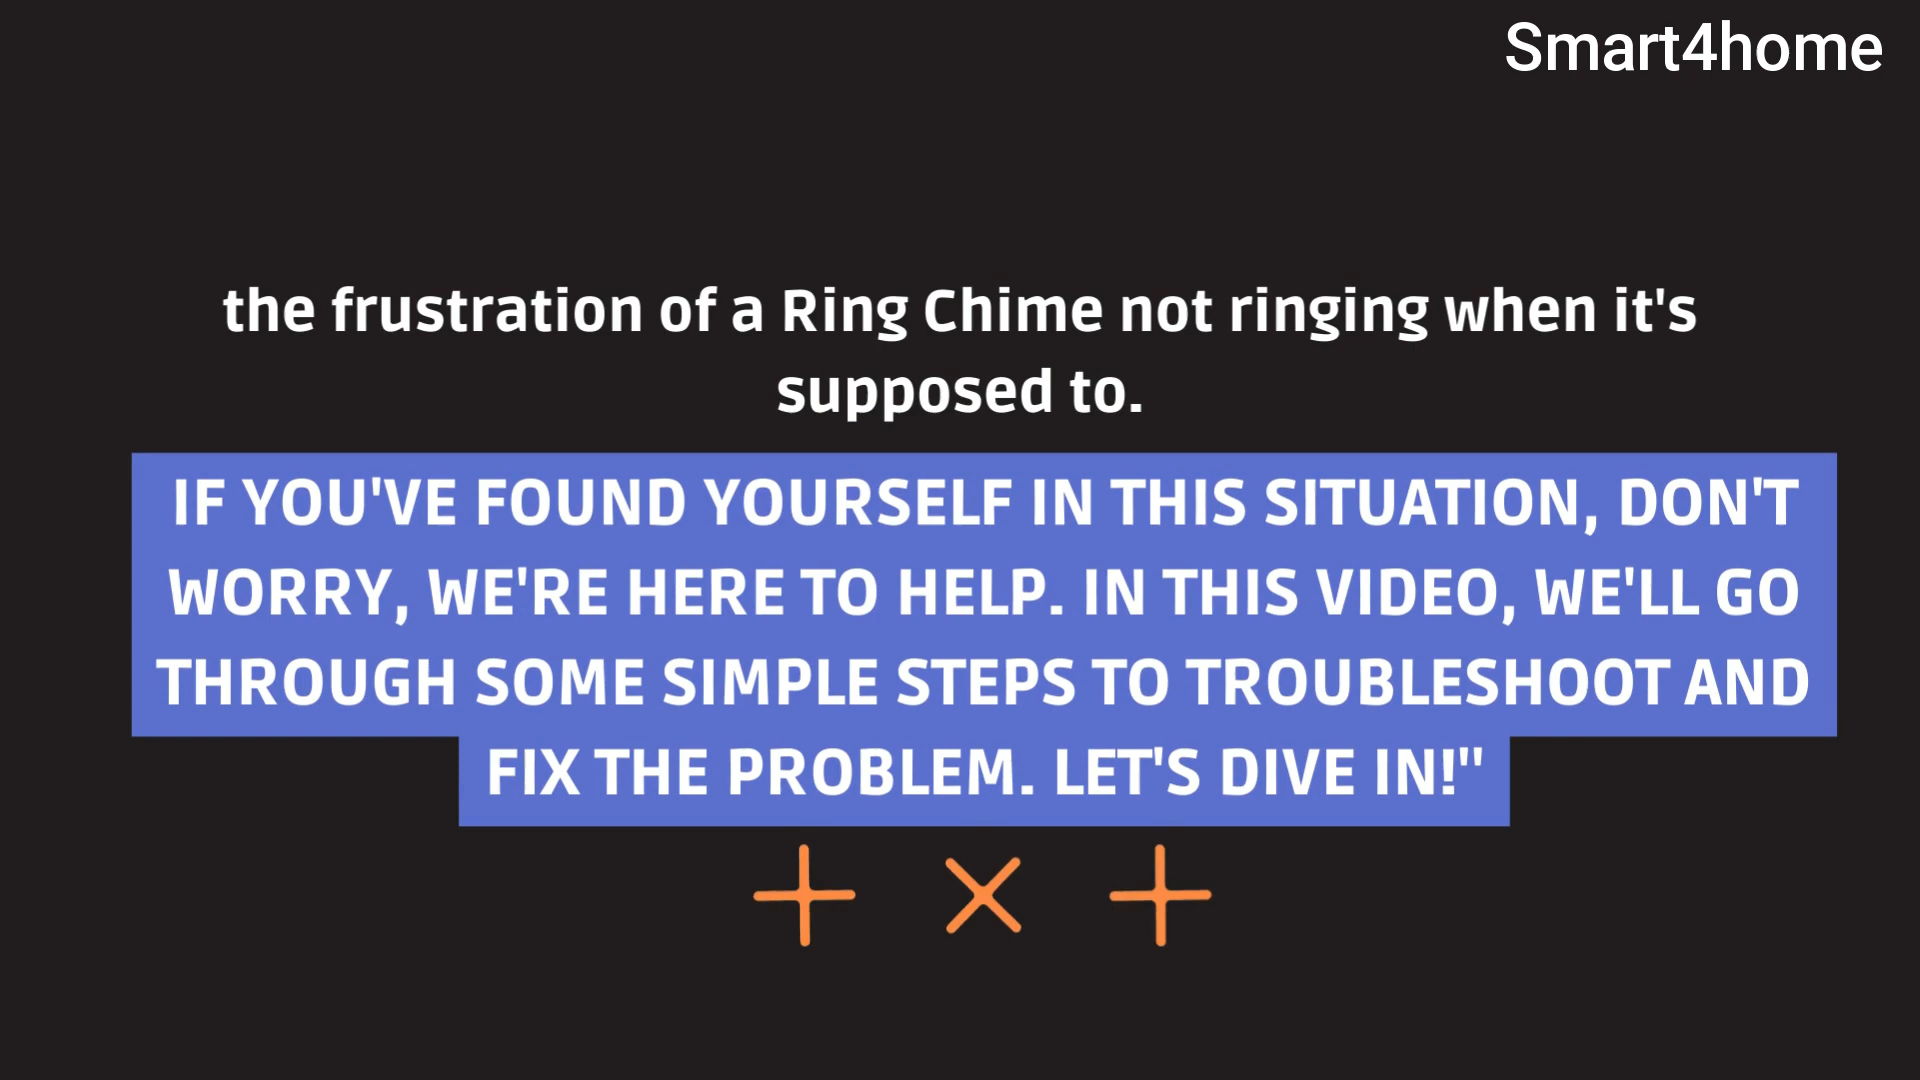 Smart4home
the frustration of a Ring Chime not ringing when it's
supposed to.
IF YOU'VE FOUND YOURSELF IN THIS SITUATION, DON'T
WORRY, WE'RE HERE TO HELP. IN THIS VIDEO, WE'LL GO
THROUGH SOME SIMPLE STEPS TO TROUBLESHOOT AND
FIX THE PROBLEM. LET'S DIVE IN!"